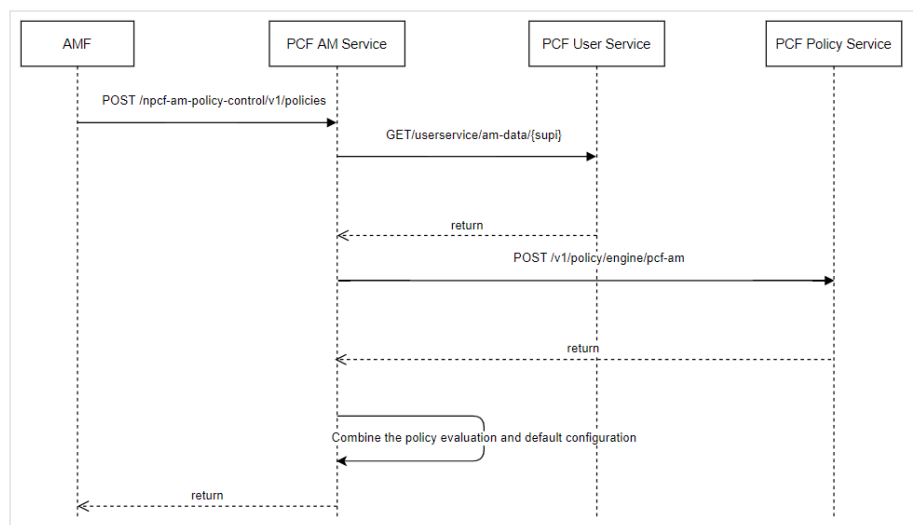 AMF
PCF AM Service
PCF User Service
PCF Policy Service
POST /npcf-am-policy-control/v1/policies
GET/userservice/am-data/{supi}
return
POST /v1/policy/engine/pcf-am
return
Combine the policy evaluation and default configuration
return